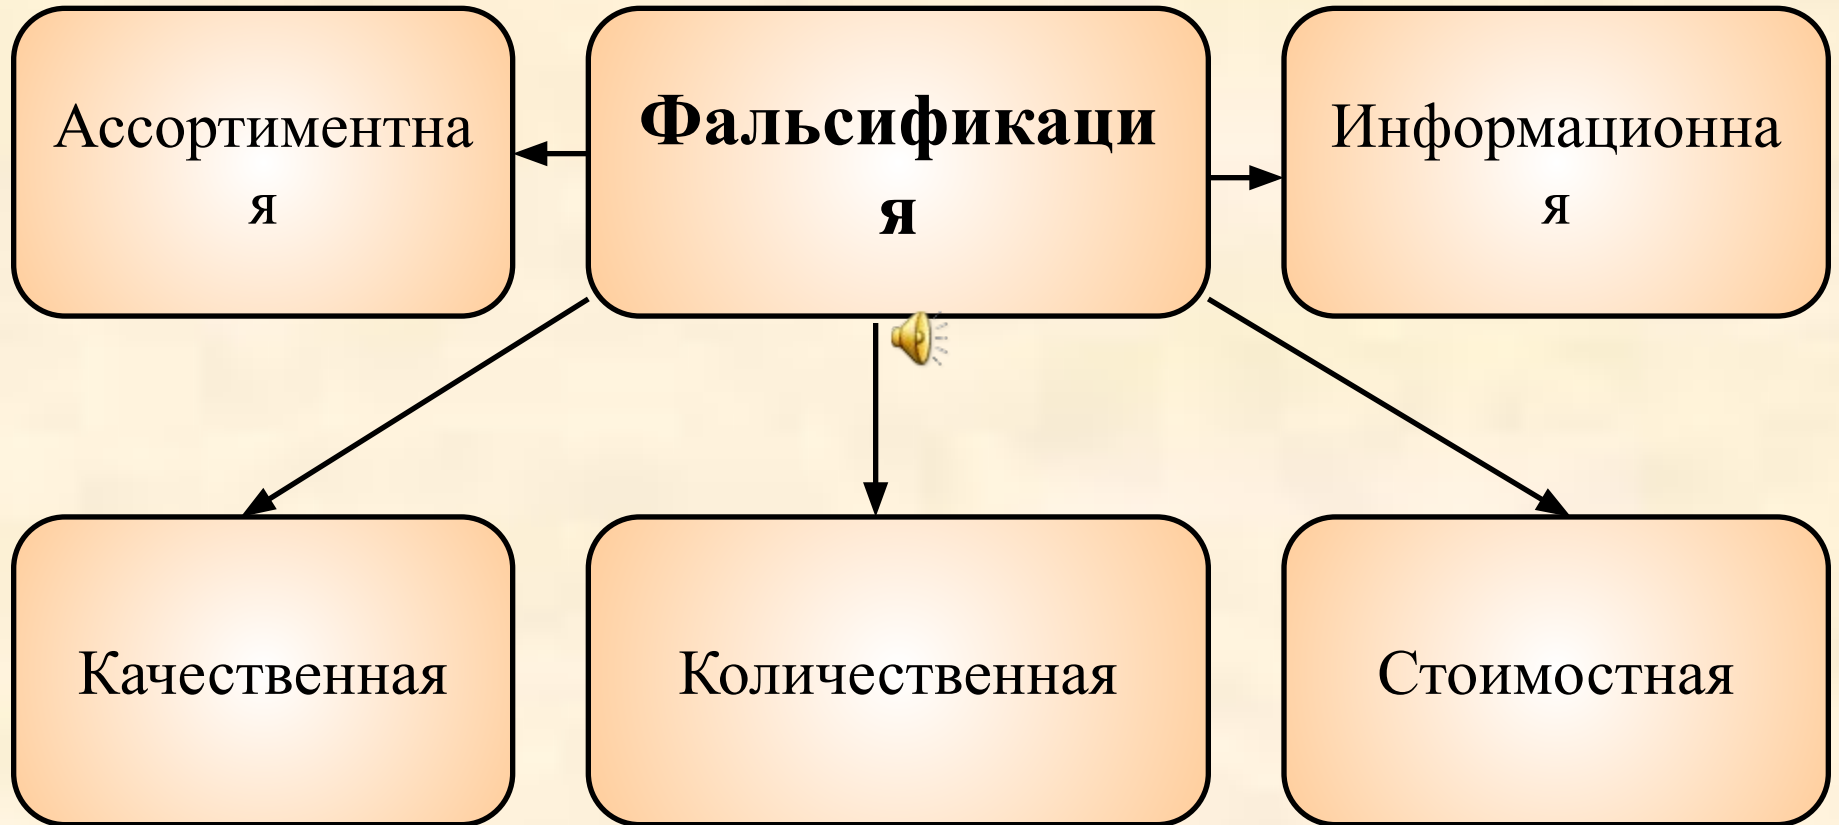 Ассортиментна
я
Фальсификаци
я
Информационна
я
Качественная
Количественная
Стоимостная